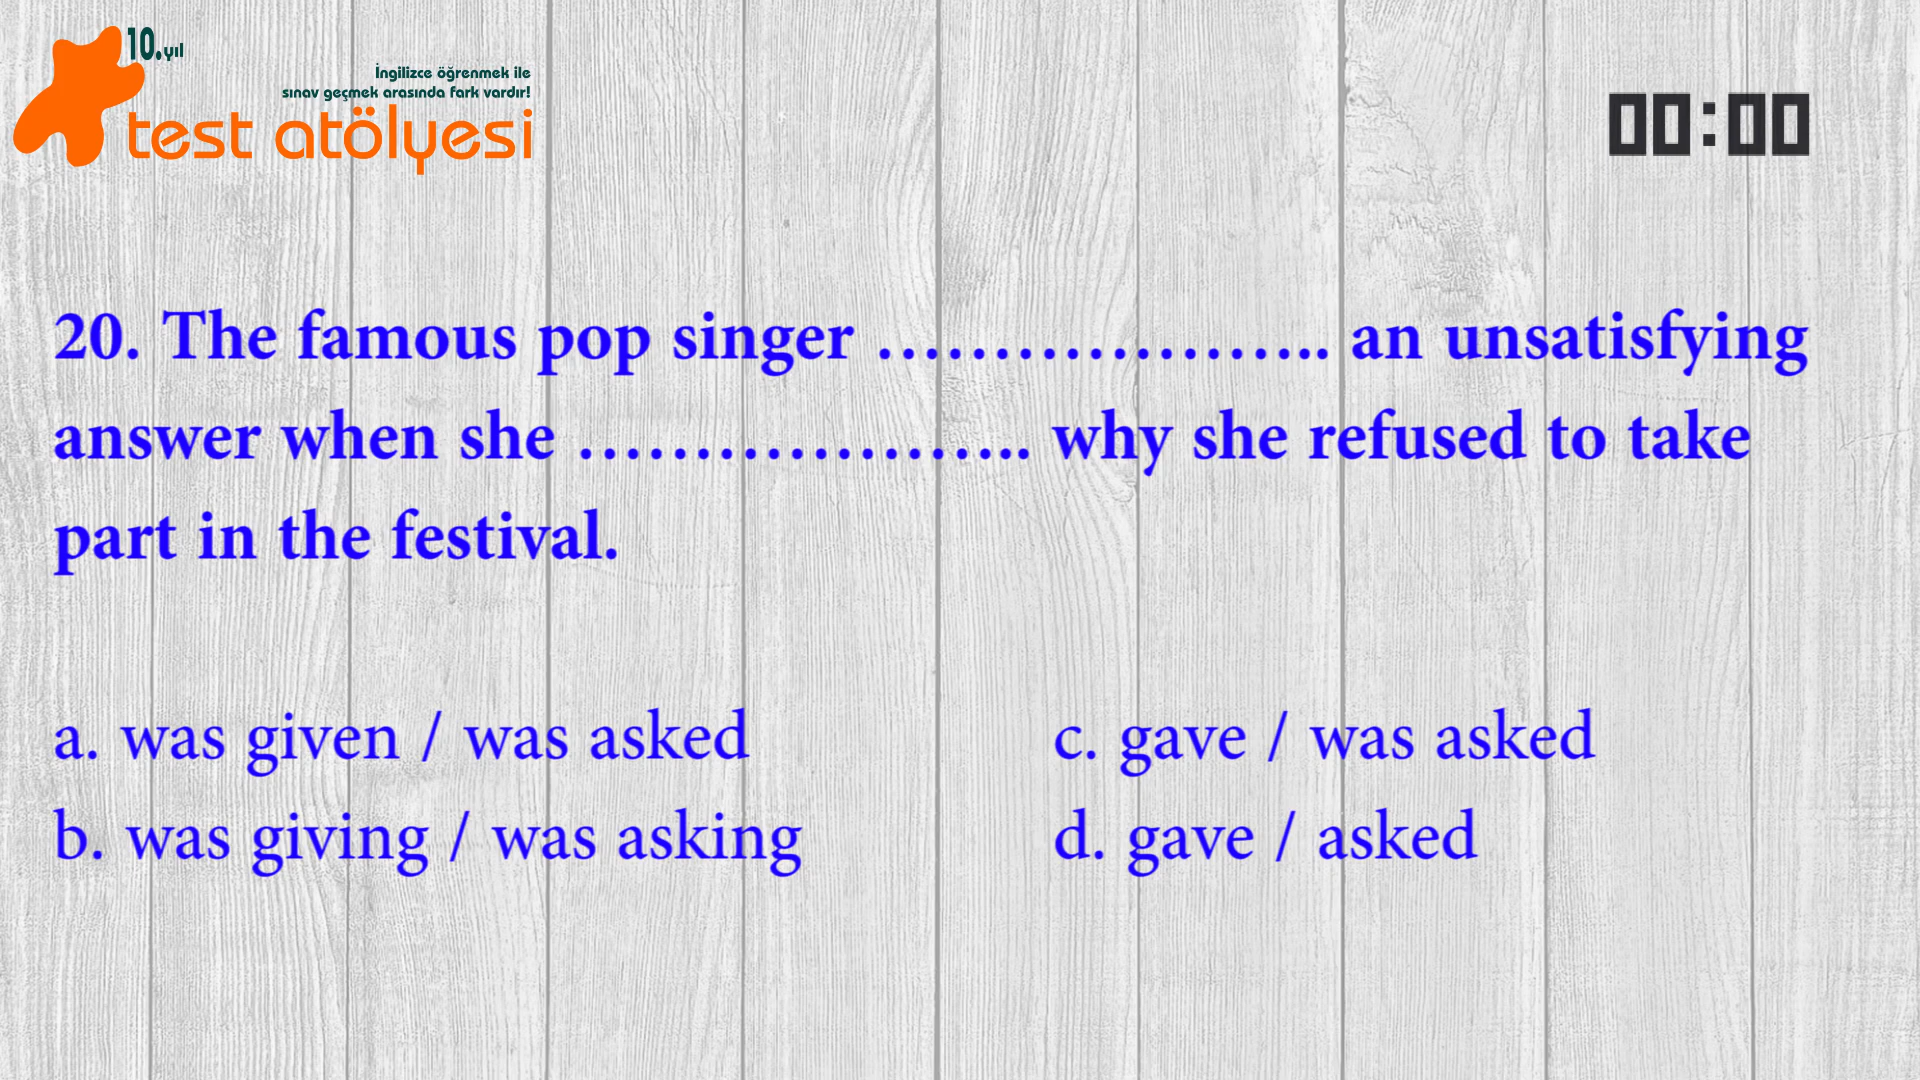 10.yıl
İngilizce öğrenmek ile
sınav geçmek arasında fark vardır!
test atölyesi
00:00
20. The famous pop singer ………………….. an unsatisfying
answer when she ………………….. why she refused to take
part in the festival.
a. was given / was asked
b. was giving / was asking
c. gave / was asked
d. gave / asked